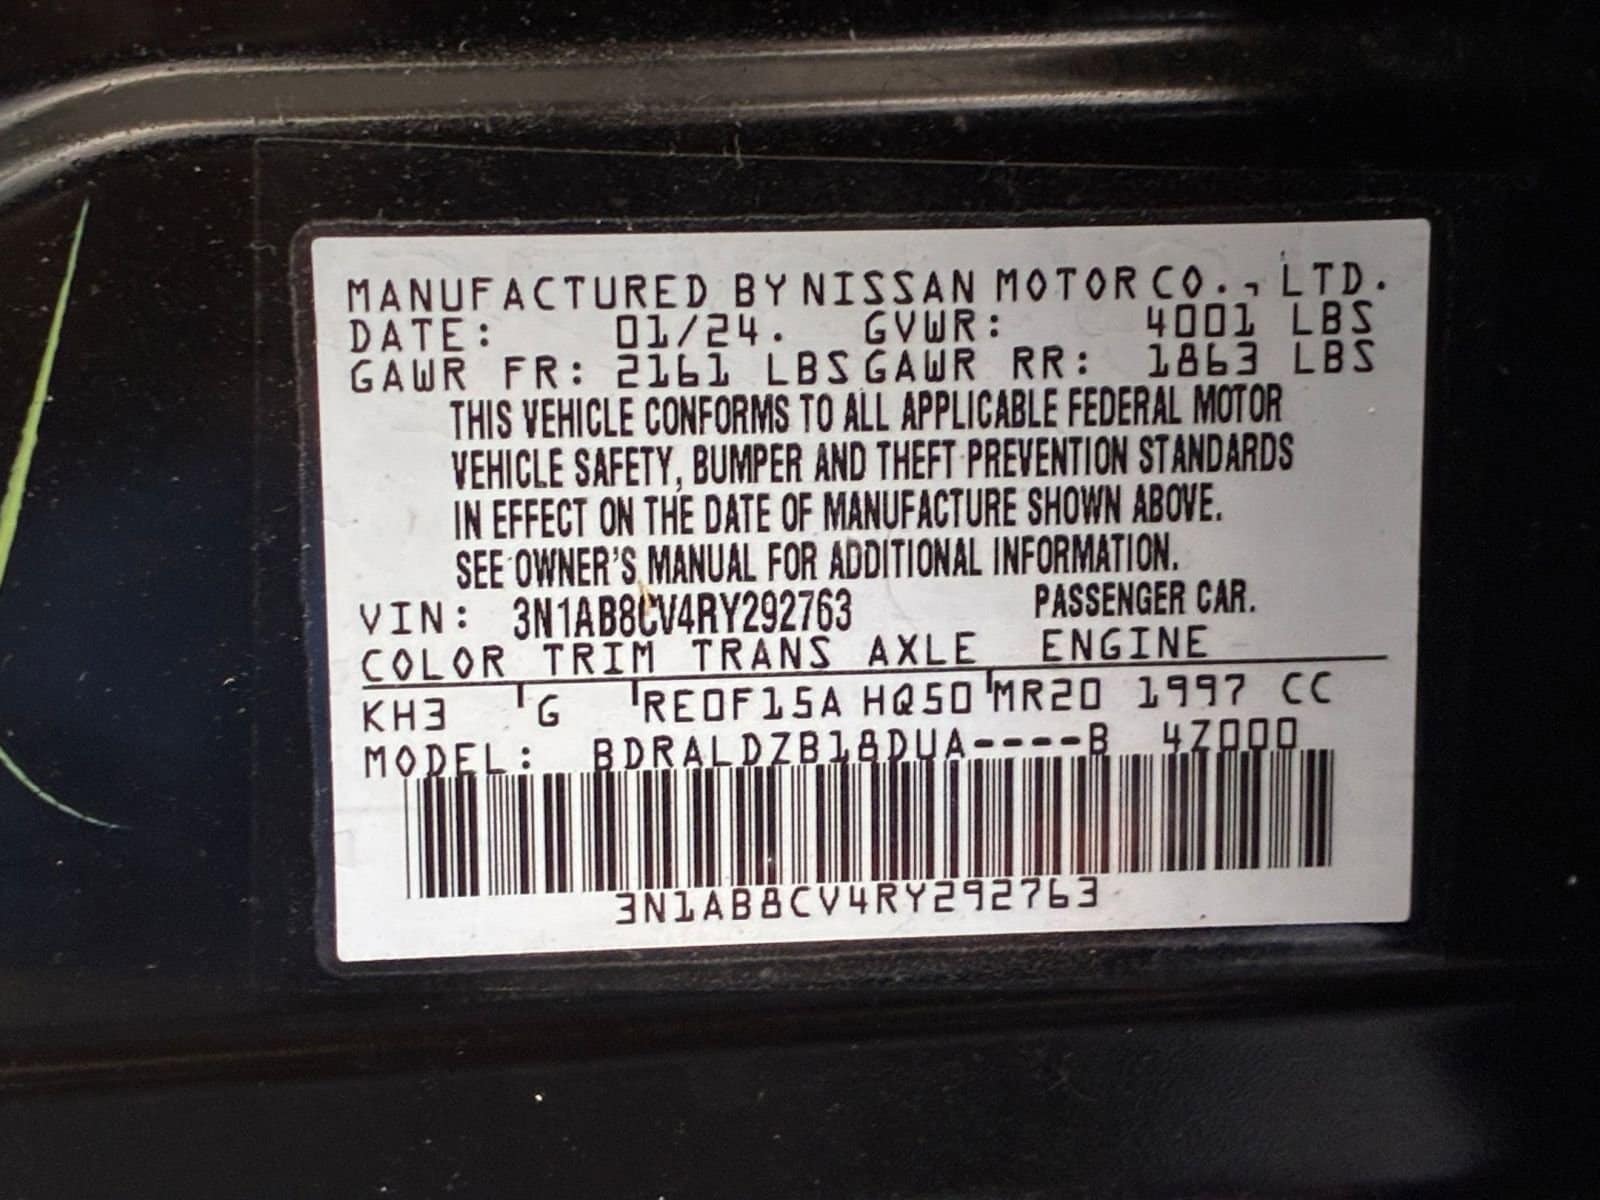 MANUFACTURED BY NISSAN MOTOR CO., LTD.
DATE: 01/24. GVWR: 4001 LBS
GAWR FR: 2161 LBS GAWR RR: 1863 LBS
THIS VEHICLE CONFORMS TO ALL APPLICABLE FEDERAL MOTOR
VEHICLE SAFETY, BUMPER AND THEFT PREVENTION STANDARDS
IN EFFECT ON THE DATE OF MANUFACTURE SHOWN ABOVE.
SEE OWNER'S MANUAL FOR ADDITIONAL INFORMATION.
VIN: 3N1AB8CV4RY292763 PASSENGER CAR.
COLOR TRIM TRANS AXLE ENGINE
KH3 G RE0F15A HQ50 MR20 1997 CC
MODEL: BDRALDZB18DUA----B 4Z000
3N1AB8CV4RY292763